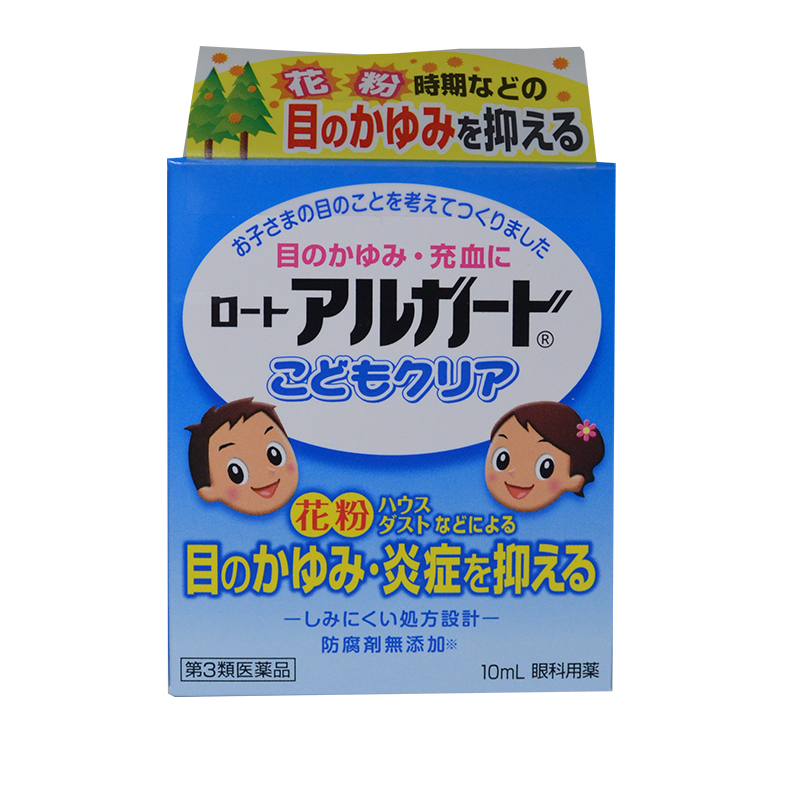 花粉時期などの
目のかゆみを抑える
お子さまの目のことを考えてつくりました
目のかゆみ・充血に
ロートアルガード®
こどもクリア
花粉ハウスダストなどによる
目のかゆみ・炎症を抑える
―しみにくい処方設計―
防腐剤無添加※
第3類医薬品
10mL 眼科用薬